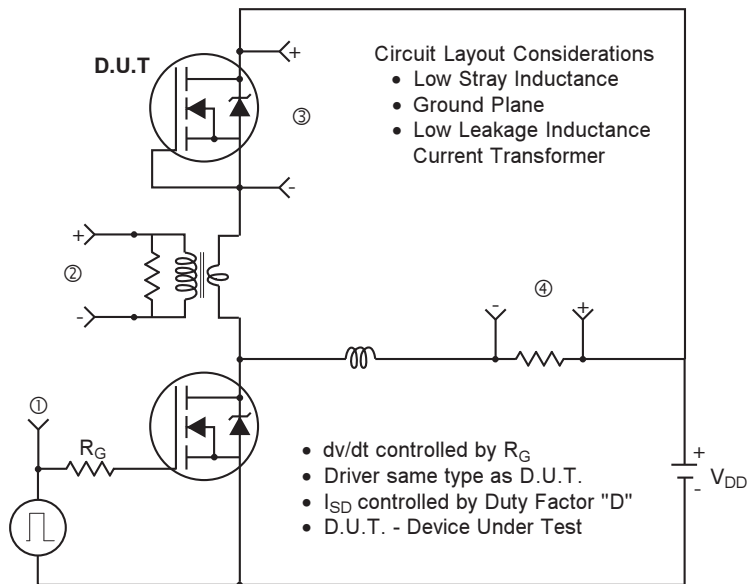 D.U.T
+
Circuit Layout Considerations
• Low Stray Inductance
• Ground Plane
• Low Leakage Inductance
Current Transformer
③
-
+
②
-
④
-
+
①
R_G
• dv/dt controlled by R_G
• Driver same type as D.U.T.
• I_SD controlled by Duty Factor "D"
• D.U.T. - Device Under Test
+
V_DD
-